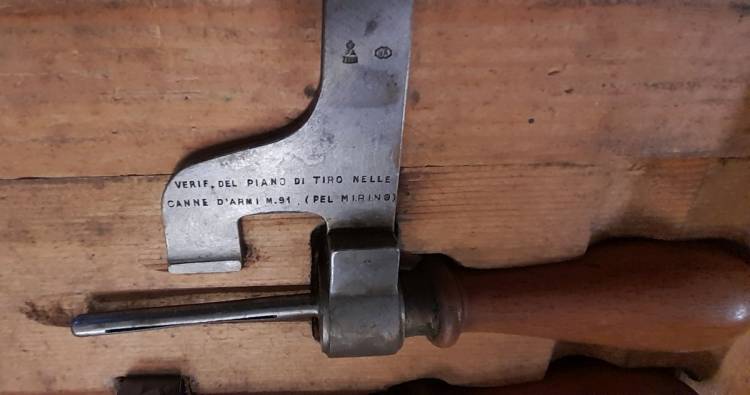 VERIF. DEL PIANO DI TIRO NELLE
CANNE D'ARMI M.91. (PEL MIRINO)